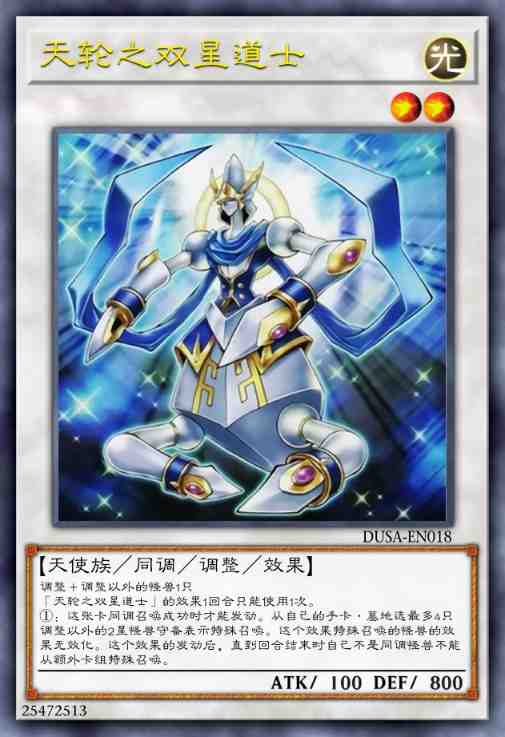 天轮之双星道士
光
DUSA-EN018
【天使族／同调／调整／效果】
调整＋调整以外的怪兽1只
「天轮之双星道士」的效果1回合只能使用1次。
①：这张卡同调召唤成功时才能发动。从自己的手卡·墓地选最多4只
调整以外的2星怪兽守备表示特殊召唤。这个效果特殊召唤的怪兽的效
果无效化。这个效果的发动后，直到回合结束时自己不是同调怪兽不能
从额外卡组特殊召唤。
ATK/ 100 DEF/ 800
25472513